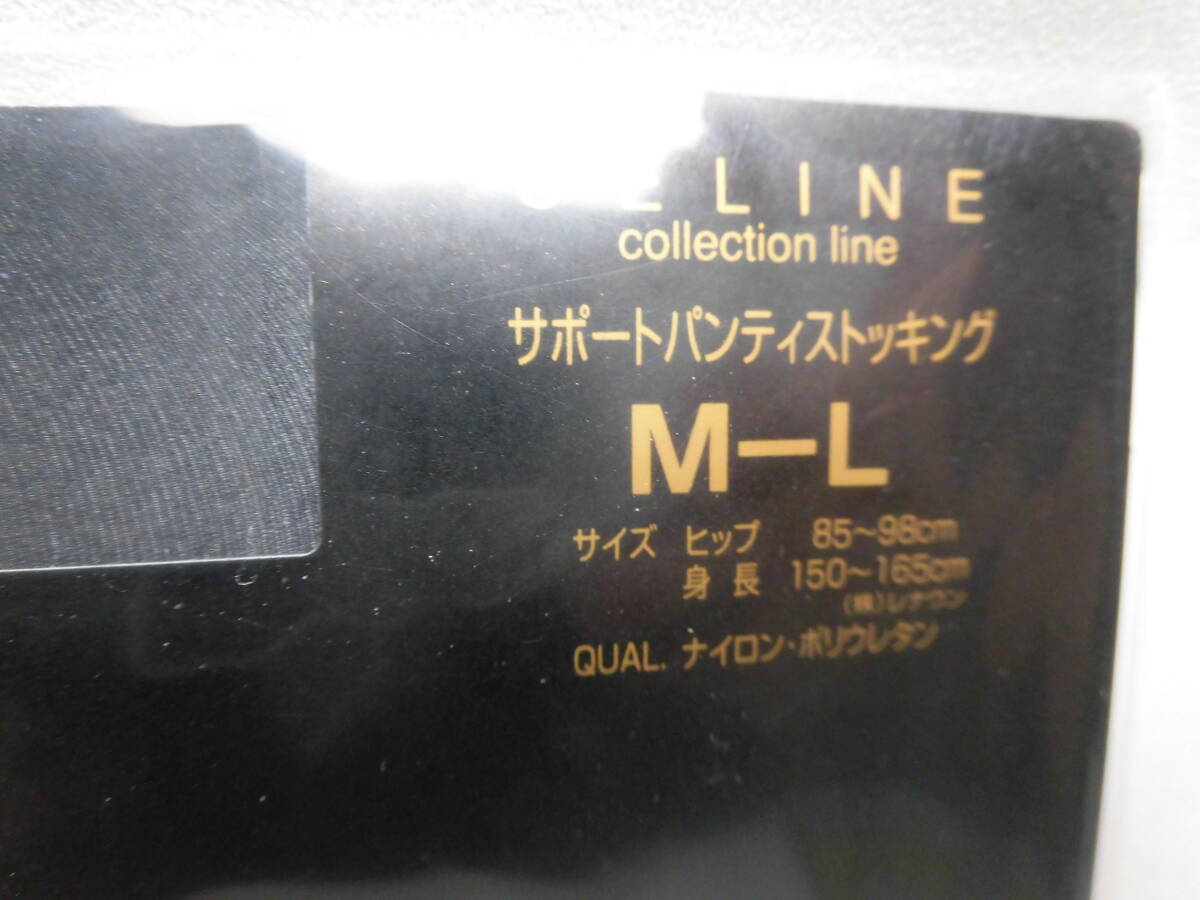 CELINE
collection line
サポートパンティストッキング
M-L
サイズ ヒップ 85~98cm
身長 150~165cm
(株)レナウン
QUAL. ナイロン・ポリウレタン